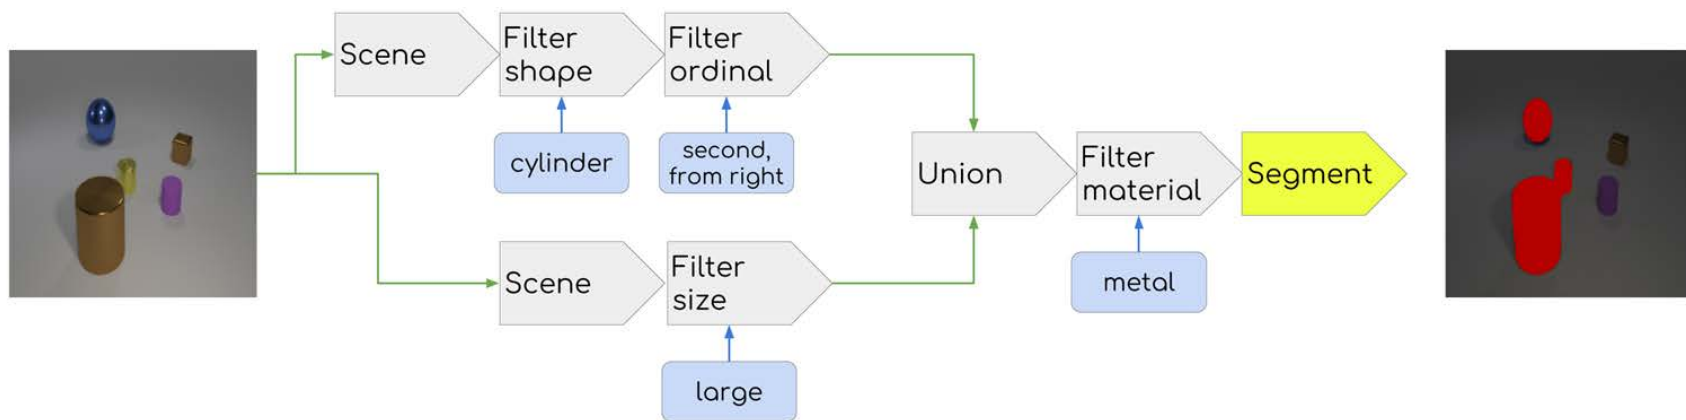 Scene
Filter
shape
Filter
ordinal
cylinder
second,
from right
Union
Filter
material
Segment
metal
Scene
Filter
size
large